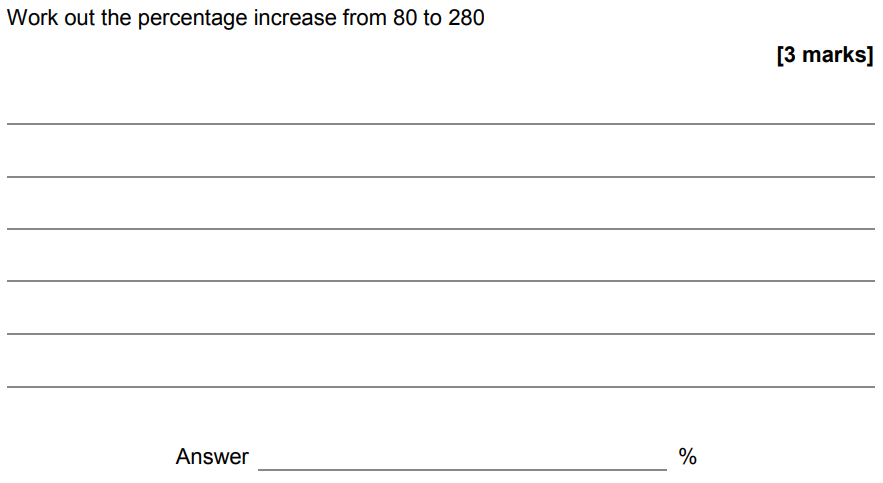 Work out the percentage increase from 80 to 280
[3 marks]
Answer %